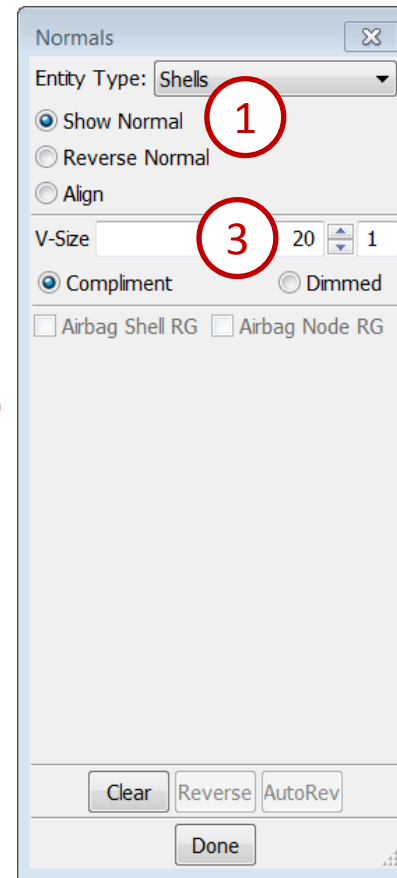 Normals
Entity Type: Shells
Show Normal 1
Reverse Normal
Align
V-Size 3 20 1
Compliment Dimmed
Airbag Shell RG Airbag Node RG
Clear Reverse AutoRev
Done